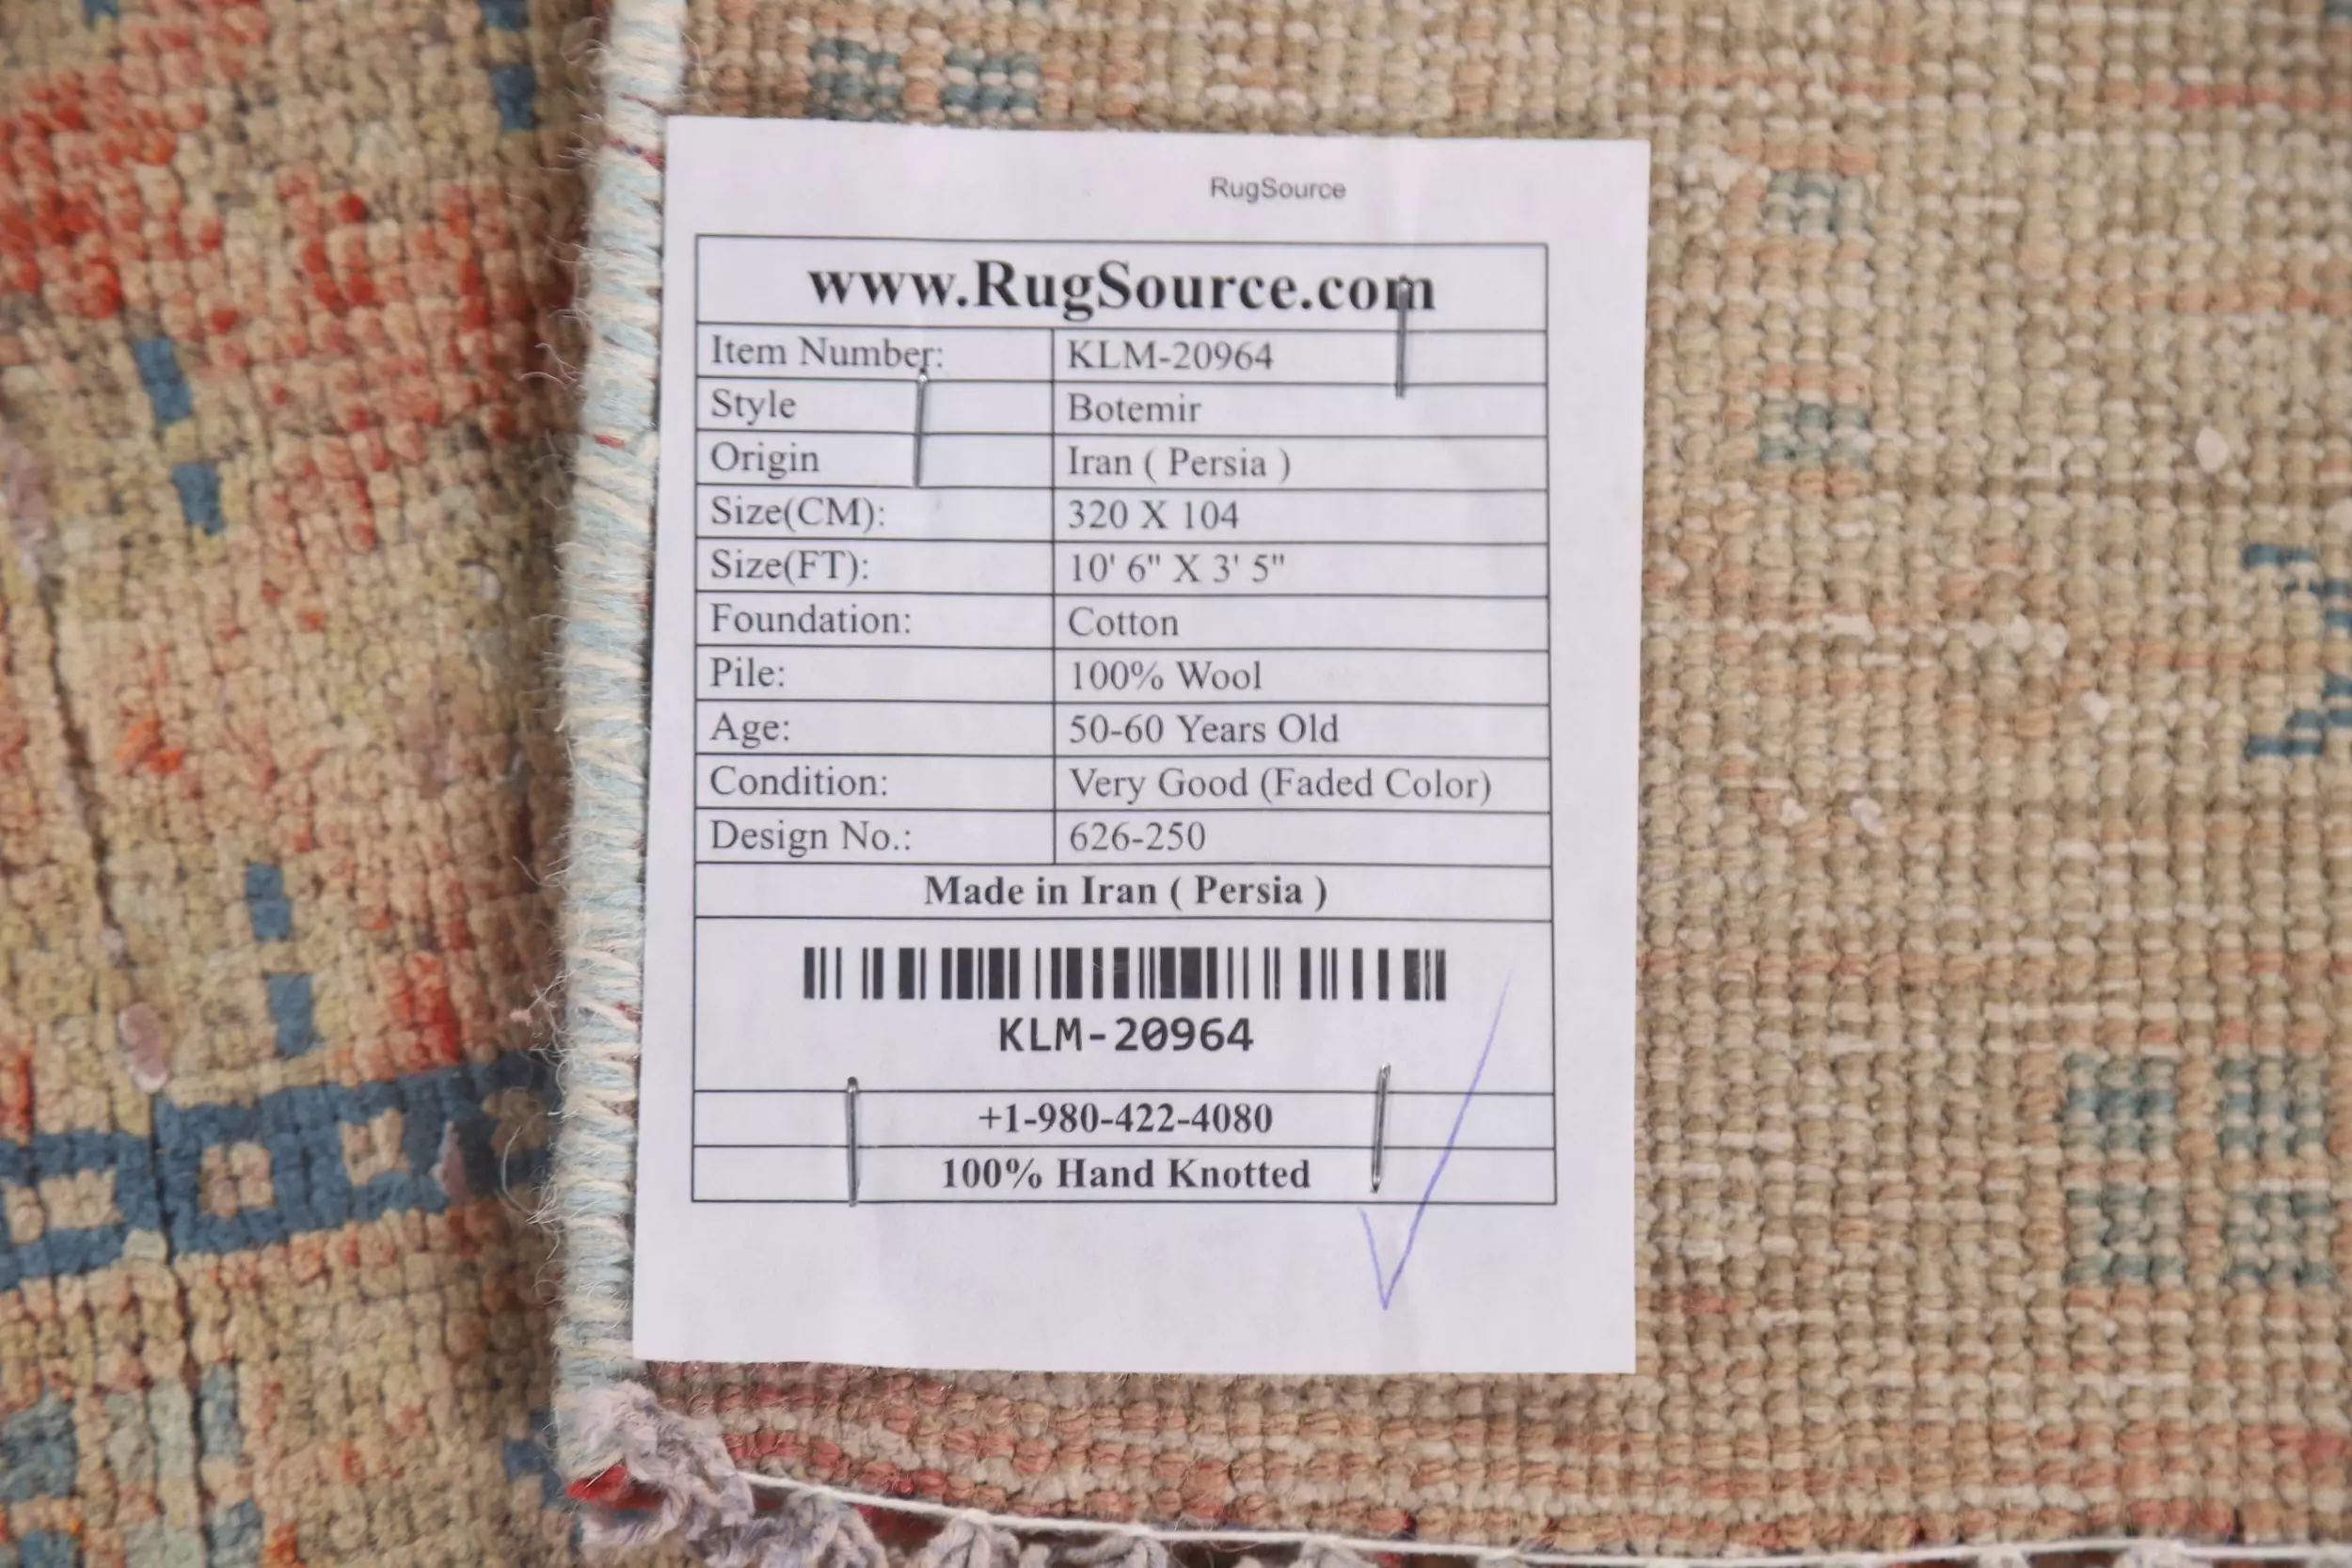 RugSource
www.RugSource.com
Item Number: KLM-20964
Style Botemir
Origin Iran ( Persia )
Size(CM): 320 X 104
Size(FT): 10' 6" X 3' 5"
Foundation: Cotton
Pile: 100% Wool
Age: 50-60 Years Old
Condition: Very Good (Faded Color)
Design No.: 626-250
Made in Iran ( Persia )
KLM-20964
+1-980-422-4080
100% Hand Knotted